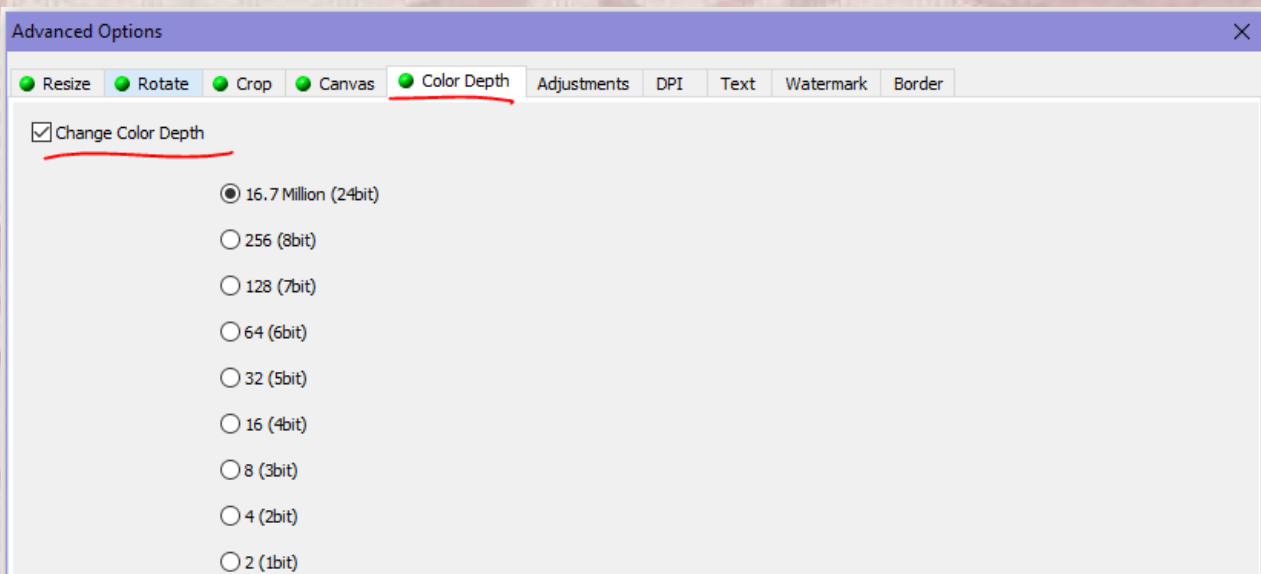 Advanced Options
Resize Rotate Crop Canvas Color Depth Adjustments DPI Text Watermark Border
Change Color Depth
16.7 Million (24bit)
256 (8bit)
128 (7bit)
64 (6bit)
32 (5bit)
16 (4bit)
8 (3bit)
4 (2bit)
2 (1bit)